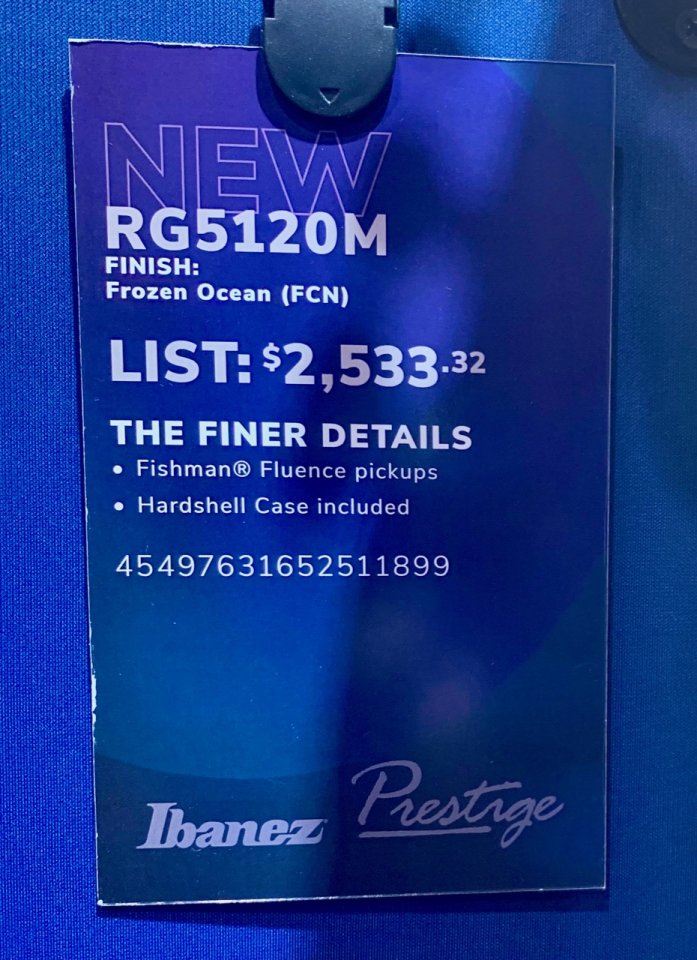 NEW
RG5120M
FINISH:
Frozen Ocean (FCN)
LIST: $2,533.32
THE FINER DETAILS
• Fishman® Fluence pickups
• Hardshell Case included
45497631652511899
Ibanez Prestige